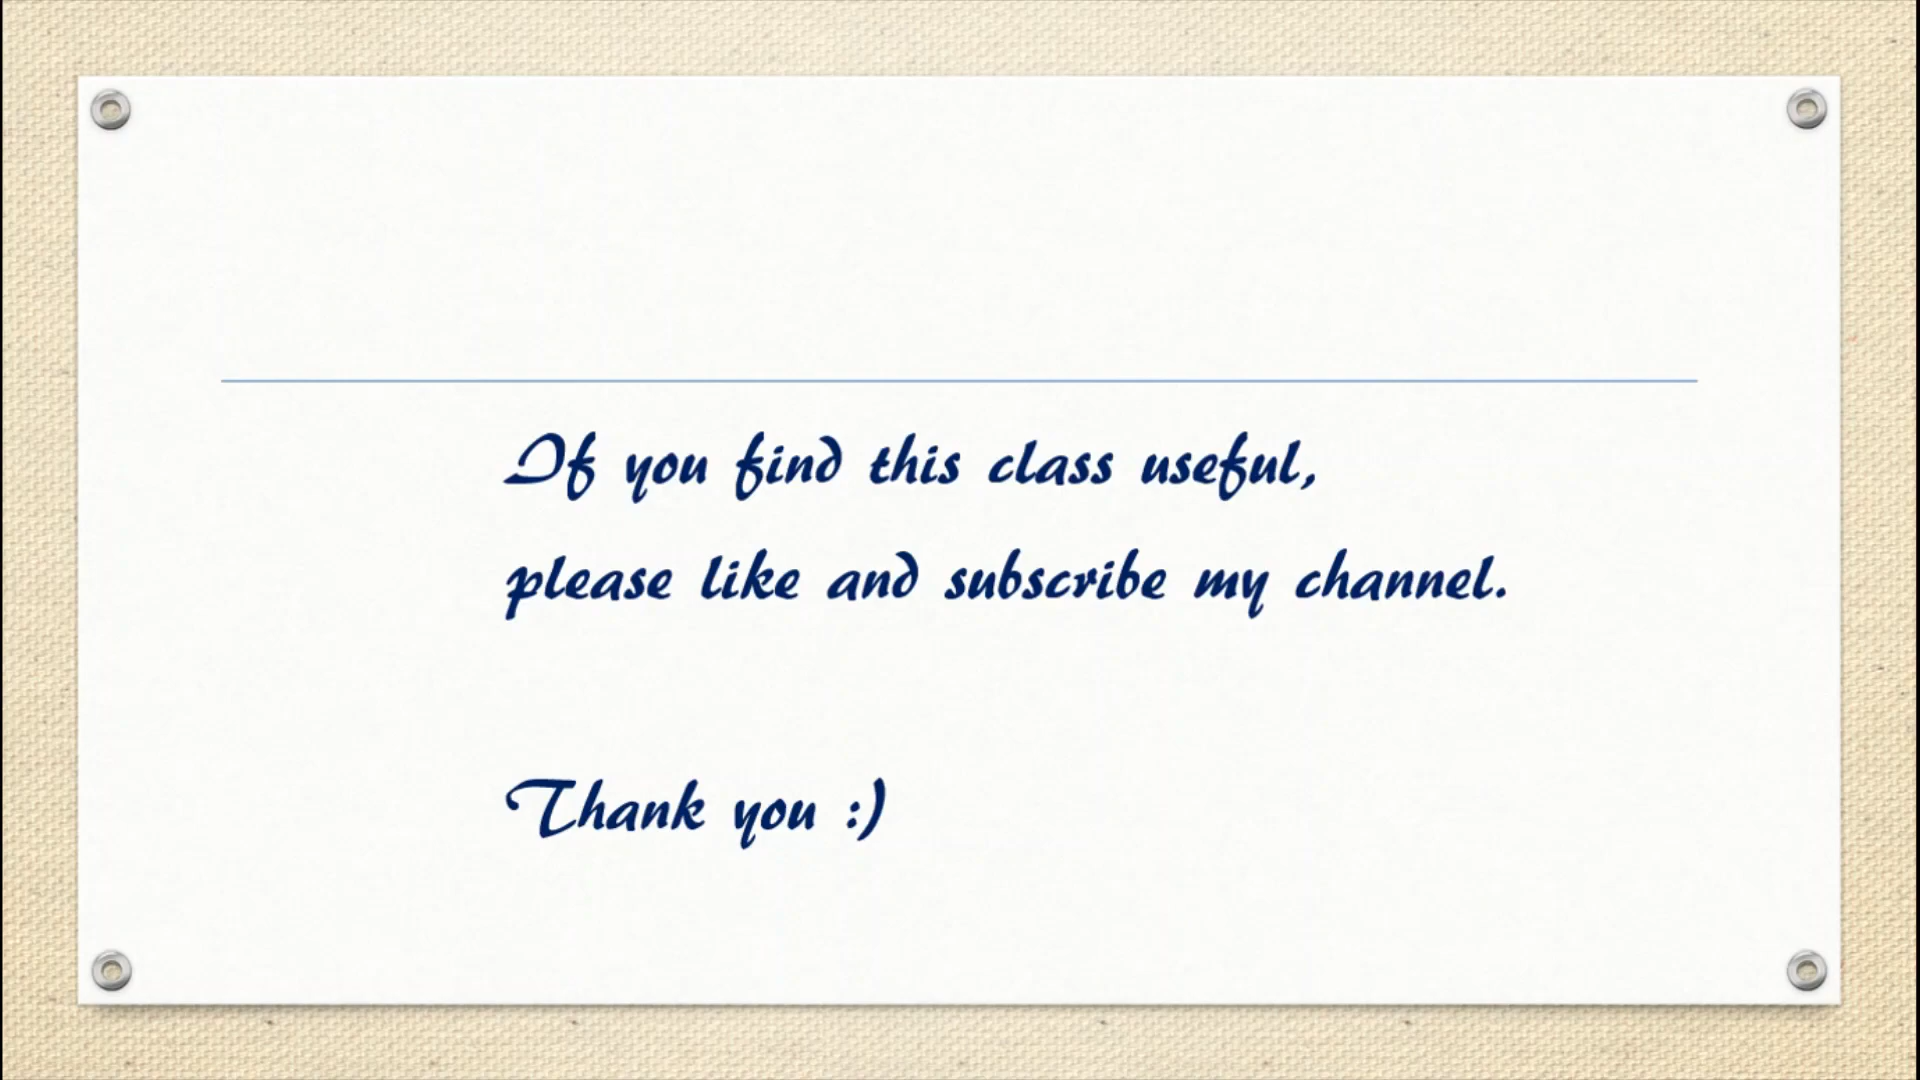 If you find this class useful,
please like and subscribe my channel.
Thank you :)